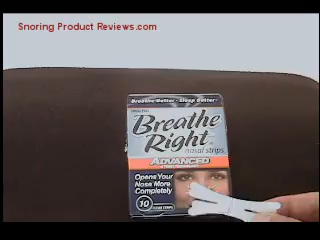 Snoring Product Reviews.com
Breathe Better · Sleep Better
Breathe
Right
nasal strips
ADVANCED
Opens Your
Nose More
Completely
10